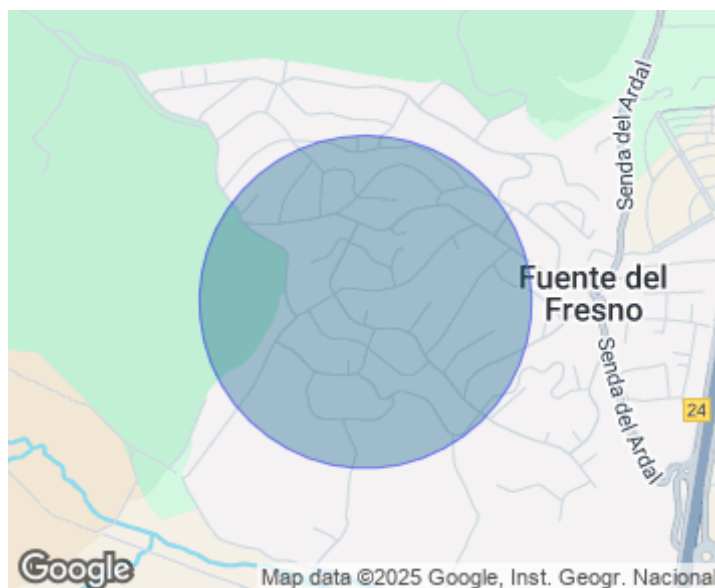 Senda del Ardal
Fuente del
Fresno
Senda del Ardal
24
Google
Map data ©2025 Google, Inst. Geogr. Nacional